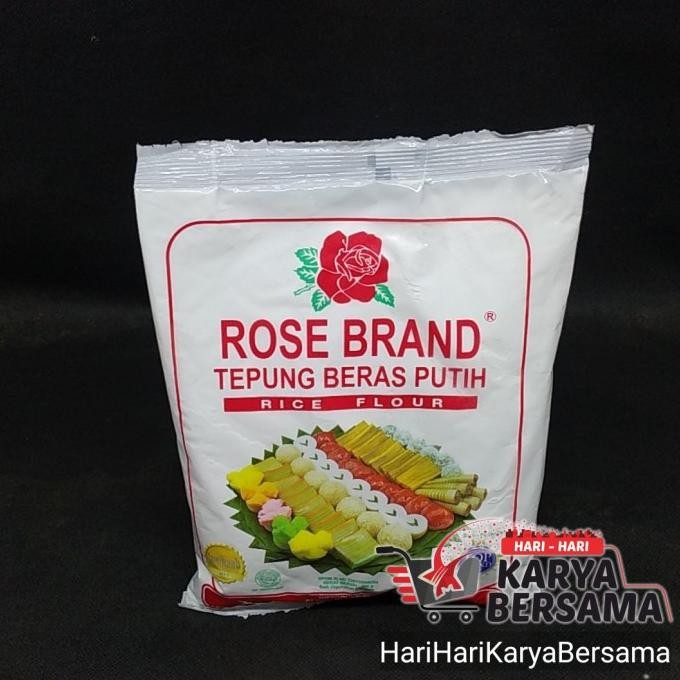 ROSE BRAND ®
TEPUNG BERAS PUTIH
RICE FLOUR
HARI - HARI
KARYA
BERSAMA
HariHariKaryaBersama